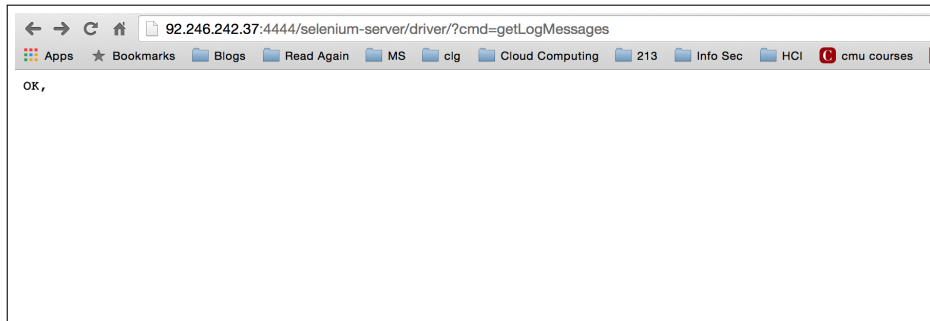 92.246.242.37:4444/selenium-server/driver/?cmd=getLogMessages
Apps Bookmarks Blogs Read Again MS clg Cloud Computing 213 Info Sec HCI C cmu courses
OK,